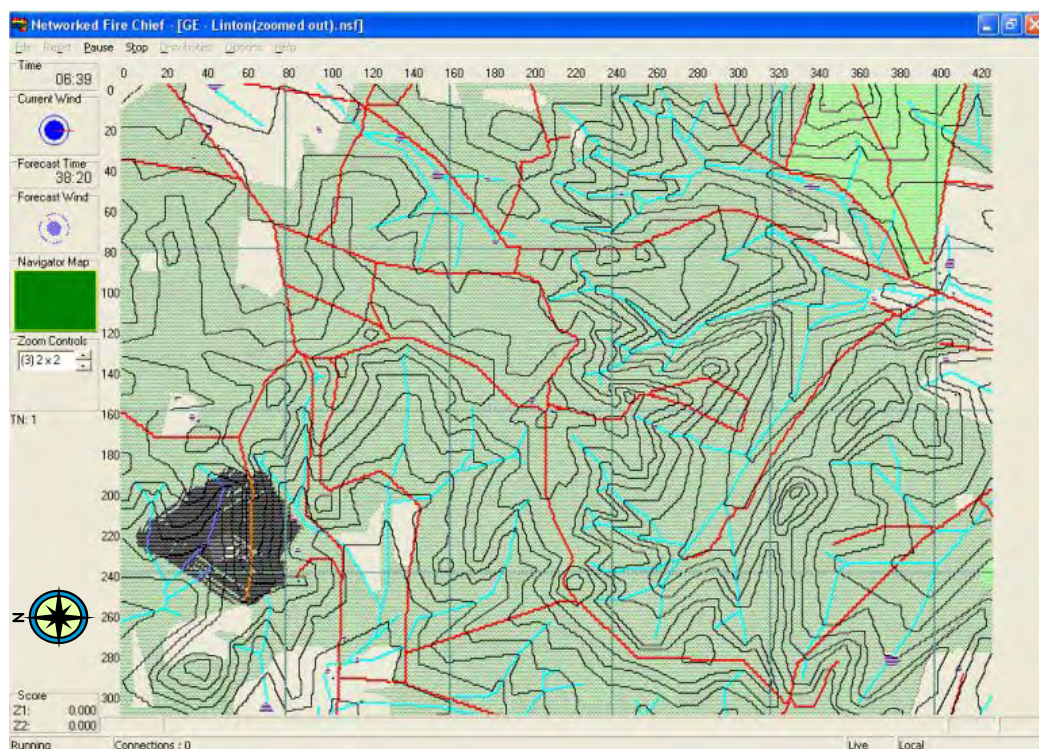 Networked Fire Chief - [GE - Linton(zoomed out).nsf]
File Reset Pause Stop Distributed Options Help
Time
06:39
Current Wind
Forecast Time
38:20
Forecast Wind
Navigator Map
Zoom Controls
(3) 2 x 2
TN: 1
0 20 40 60 80 100 120 140 160 180 200 220 240 260 280 300 320 340 360 380 400 420
0
20
40
60
80
100
120
140
160
180
200
220
240
260
280
300
N
Score
Z1: 0.000
Z2: 0.000
Running Connections : 0 Live Local